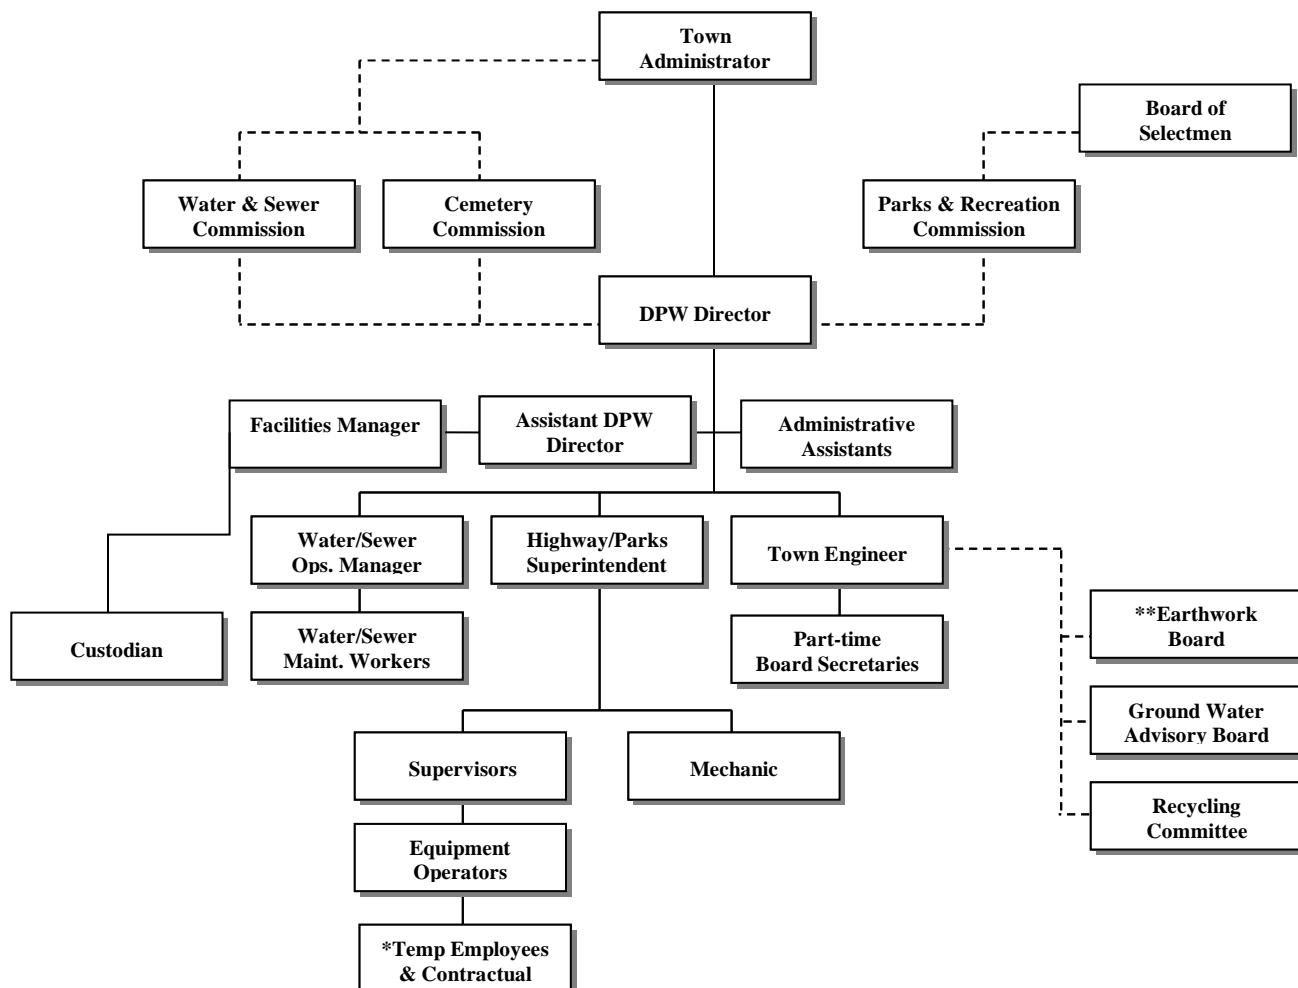 Town
Administrator
Board of
Selectmen
Water & Sewer
Commission
Cemetery
Commission
Parks & Recreation
Commission
DPW Director
Facilities Manager
Assistant DPW
Director
Administrative
Assistants
Water/Sewer
Ops. Manager
Highway/Parks
Superintendent
Town Engineer
Custodian
Water/Sewer
Maint. Workers
Part-time
Board Secretaries
**Earthwork
Board
Ground Water
Advisory Board
Supervisors
Mechanic
Recycling
Committee
Equipment
Operators
*Temp Employees
& Contractual